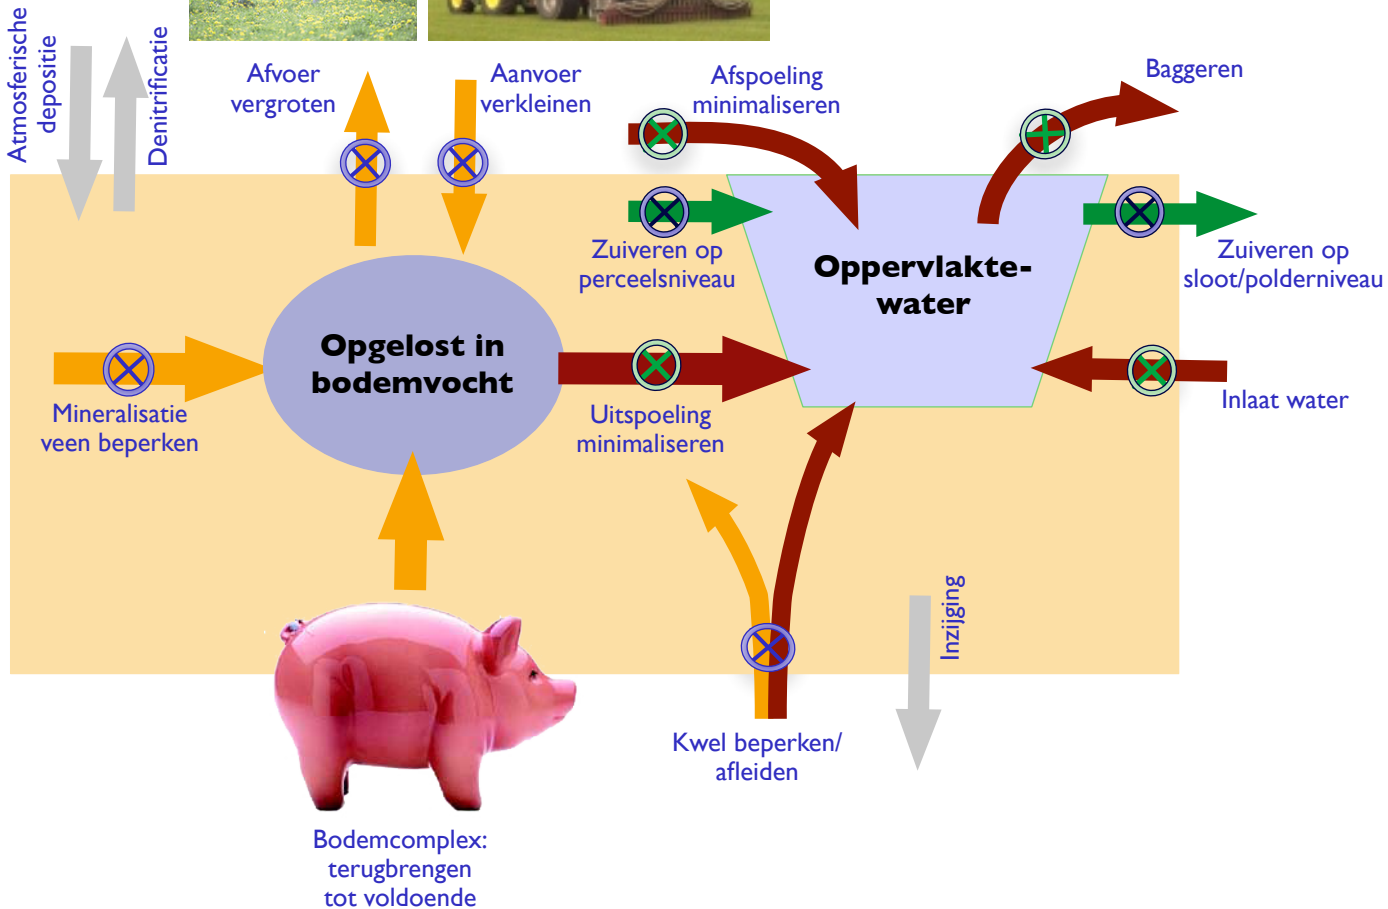 Atmosferische
depositie
Denitrificatie
Afvoer
vergroten
Aanvoer
verkleinen
Afspoeling
minimaliseren
Baggeren
Zuiveren op
perceelsniveau
Oppervlakte-
water
Zuiveren op
sloot/polderniveau
Opgelost in
bodemvocht
Mineralisatie
veen beperken
Uitspoeling
minimaliseren
Inlaat water
Inzijging
Kwel beperken/
afleiden
Bodemcomplex:
terugbrengen
tot voldoende